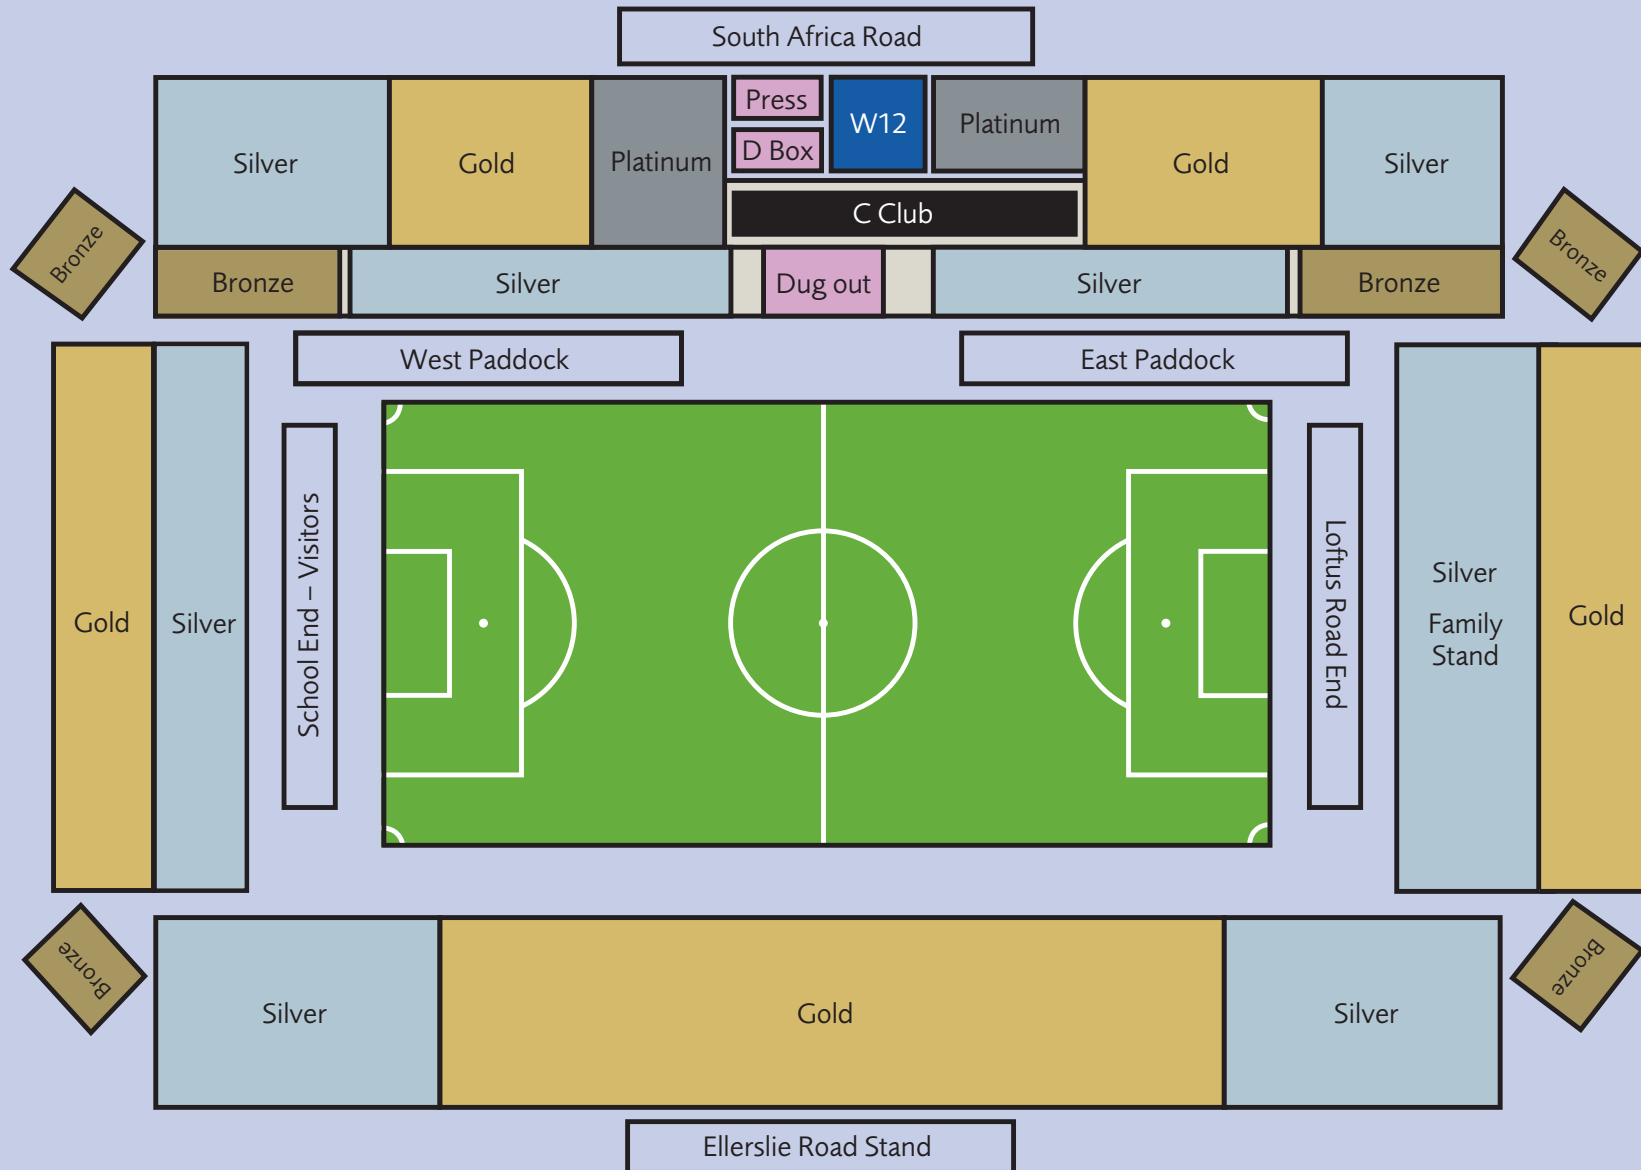 South Africa Road
Silver
Gold
Platinum
Press
D Box
W12
Platinum
Gold
Silver
C Club
Bronze
Bronze
Bronze
Silver
Dug out
Silver
Bronze
West Paddock
East Paddock
Gold
Silver
School End – Visitors
Loftus Road End
Silver
Family
Stand
Gold
Bronze
Bronze
Silver
Gold
Silver
Ellerslie Road Stand